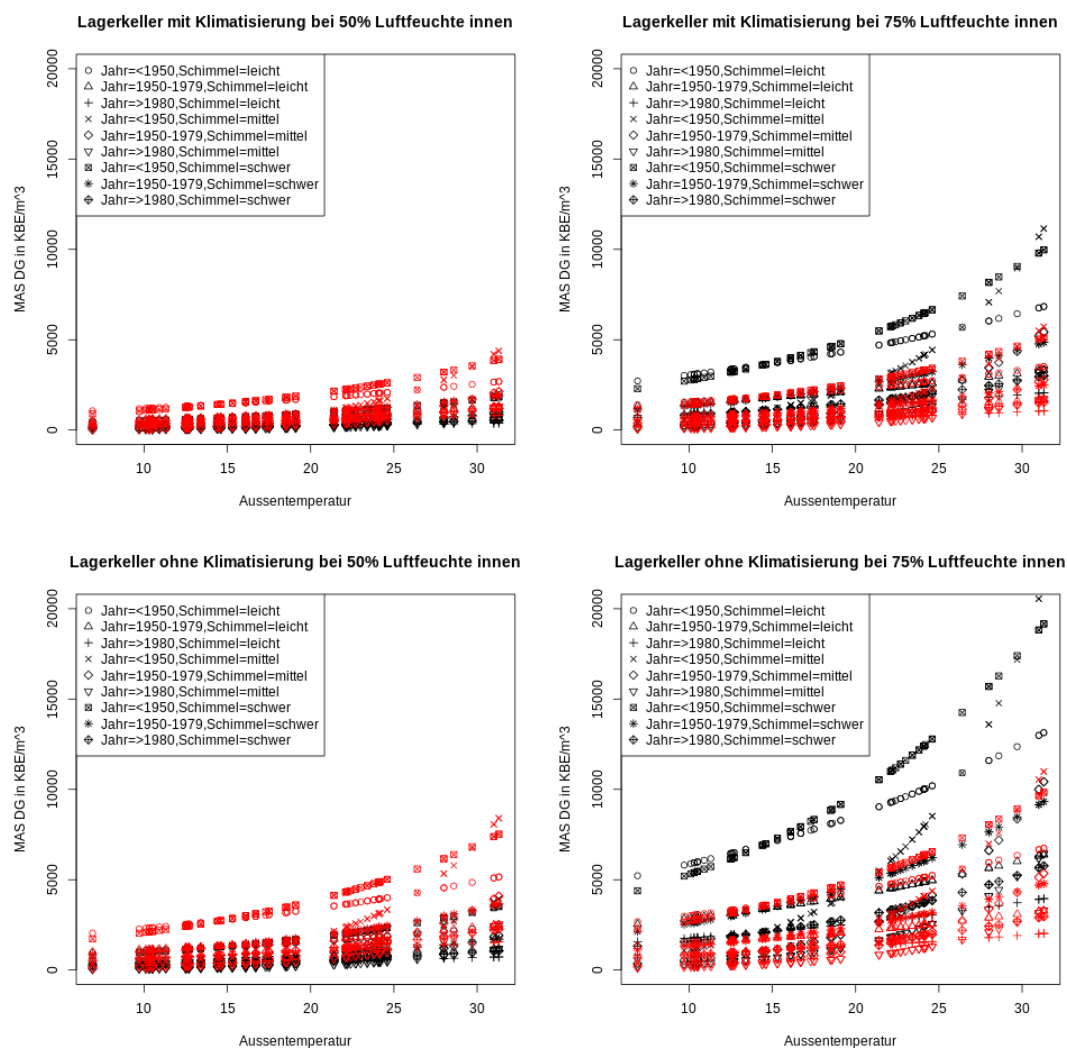 Lagerkeller mit Klimatisierung bei 50% Luftfeuchte innen
MAS DG in KBE/m^3
20000
15000
10000
5000
0
Jahr=<1950,Schimmel=leicht
Jahr=1950-1979,Schimmel=leicht
Jahr=>1980,Schimmel=leicht
Jahr=<1950,Schimmel=mittel
Jahr=1950-1979,Schimmel=mittel
Jahr=>1980,Schimmel=mittel
Jahr=<1950,Schimmel=schwer
Jahr=1950-1979,Schimmel=schwer
Jahr=>1980,Schimmel=schwer
10 15 20 25 30
Aussentemperatur
Lagerkeller mit Klimatisierung bei 75% Luftfeuchte innen
MAS DG in KBE/m^3
20000
15000
10000
5000
0
Jahr=<1950,Schimmel=leicht
Jahr=1950-1979,Schimmel=leicht
Jahr=>1980,Schimmel=leicht
Jahr=<1950,Schimmel=mittel
Jahr=1950-1979,Schimmel=mittel
Jahr=>1980,Schimmel=mittel
Jahr=<1950,Schimmel=schwer
Jahr=1950-1979,Schimmel=schwer
Jahr=>1980,Schimmel=schwer
10 15 20 25 30
Aussentemperatur
Lagerkeller ohne Klimatisierung bei 50% Luftfeuchte innen
MAS DG in KBE/m^3
20000
15000
10000
5000
0
Jahr=<1950,Schimmel=leicht
Jahr=1950-1979,Schimmel=leicht
Jahr=>1980,Schimmel=leicht
Jahr=<1950,Schimmel=mittel
Jahr=1950-1979,Schimmel=mittel
Jahr=>1980,Schimmel=mittel
Jahr=<1950,Schimmel=schwer
Jahr=1950-1979,Schimmel=schwer
Jahr=>1980,Schimmel=schwer
10 15 20 25 30
Aussentemperatur
Lagerkeller ohne Klimatisierung bei 75% Luftfeuchte innen
MAS DG in KBE/m^3
20000
15000
10000
5000
0
Jahr=<1950,Schimmel=leicht
Jahr=1950-1979,Schimmel=leicht
Jahr=>1980,Schimmel=leicht
Jahr=<1950,Schimmel=mittel
Jahr=1950-1979,Schimmel=mittel
Jahr=>1980,Schimmel=mittel
Jahr=<1950,Schimmel=schwer
Jahr=1950-1979,Schimmel=schwer
Jahr=>1980,Schimmel=schwer
10 15 20 25 30
Aussentemperatur